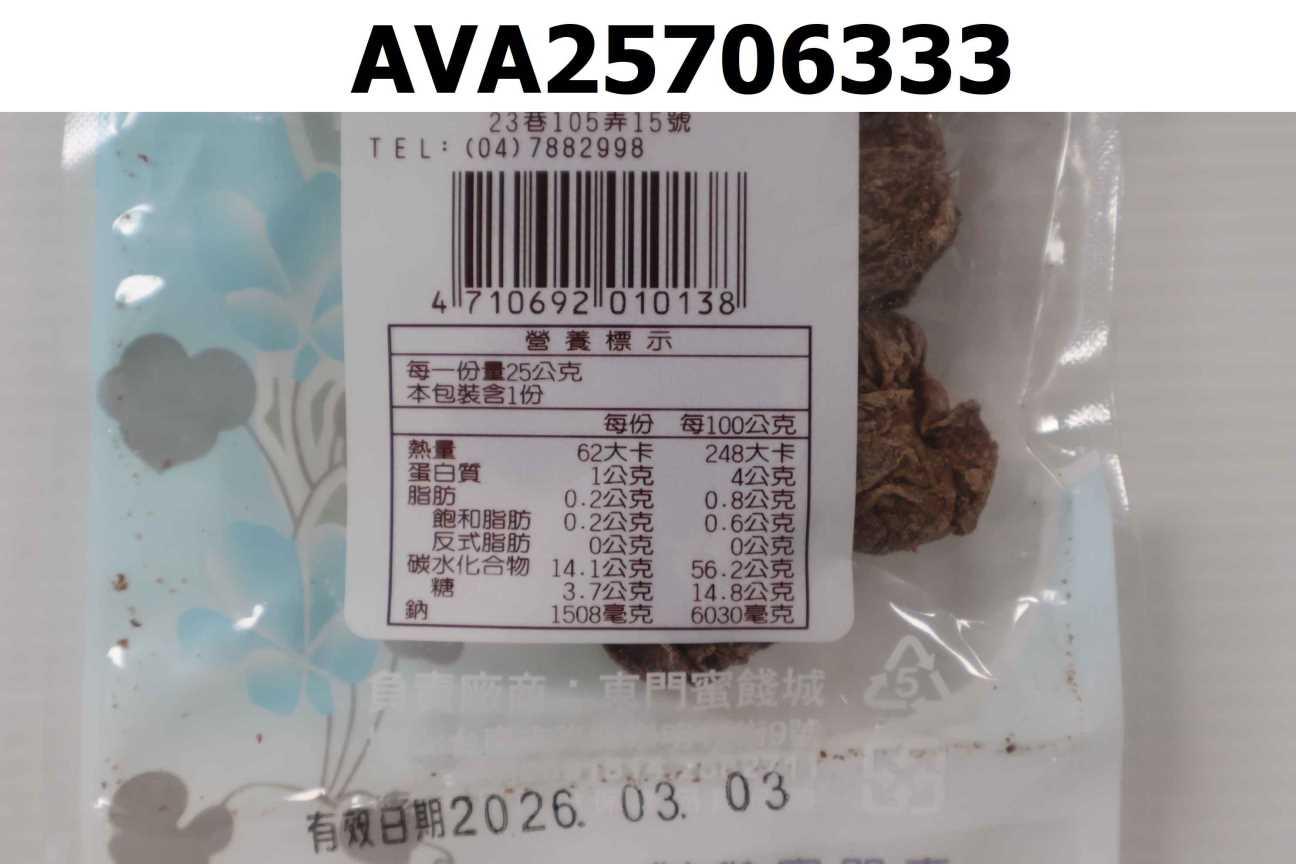 AVA25706333
23巷105弄15號
TEL:(04)7882998
4 710692 010138
營養標示
每一份量25公克
本包裝含1份
每份 每100公克
熱量 62大卡 248大卡
蛋白質 1公克 4公克
脂肪 0.2公克 0.8公克
飽和脂肪 0.2公克 0.6公克
反式脂肪 0公克 0公克
碳水化合物 14.1公克 56.2公克
糖 3.7公克 14.8公克
鈉 1508毫克 6030毫克
負責廠商:東門蜜餞城
5
有效日期2026.03.03